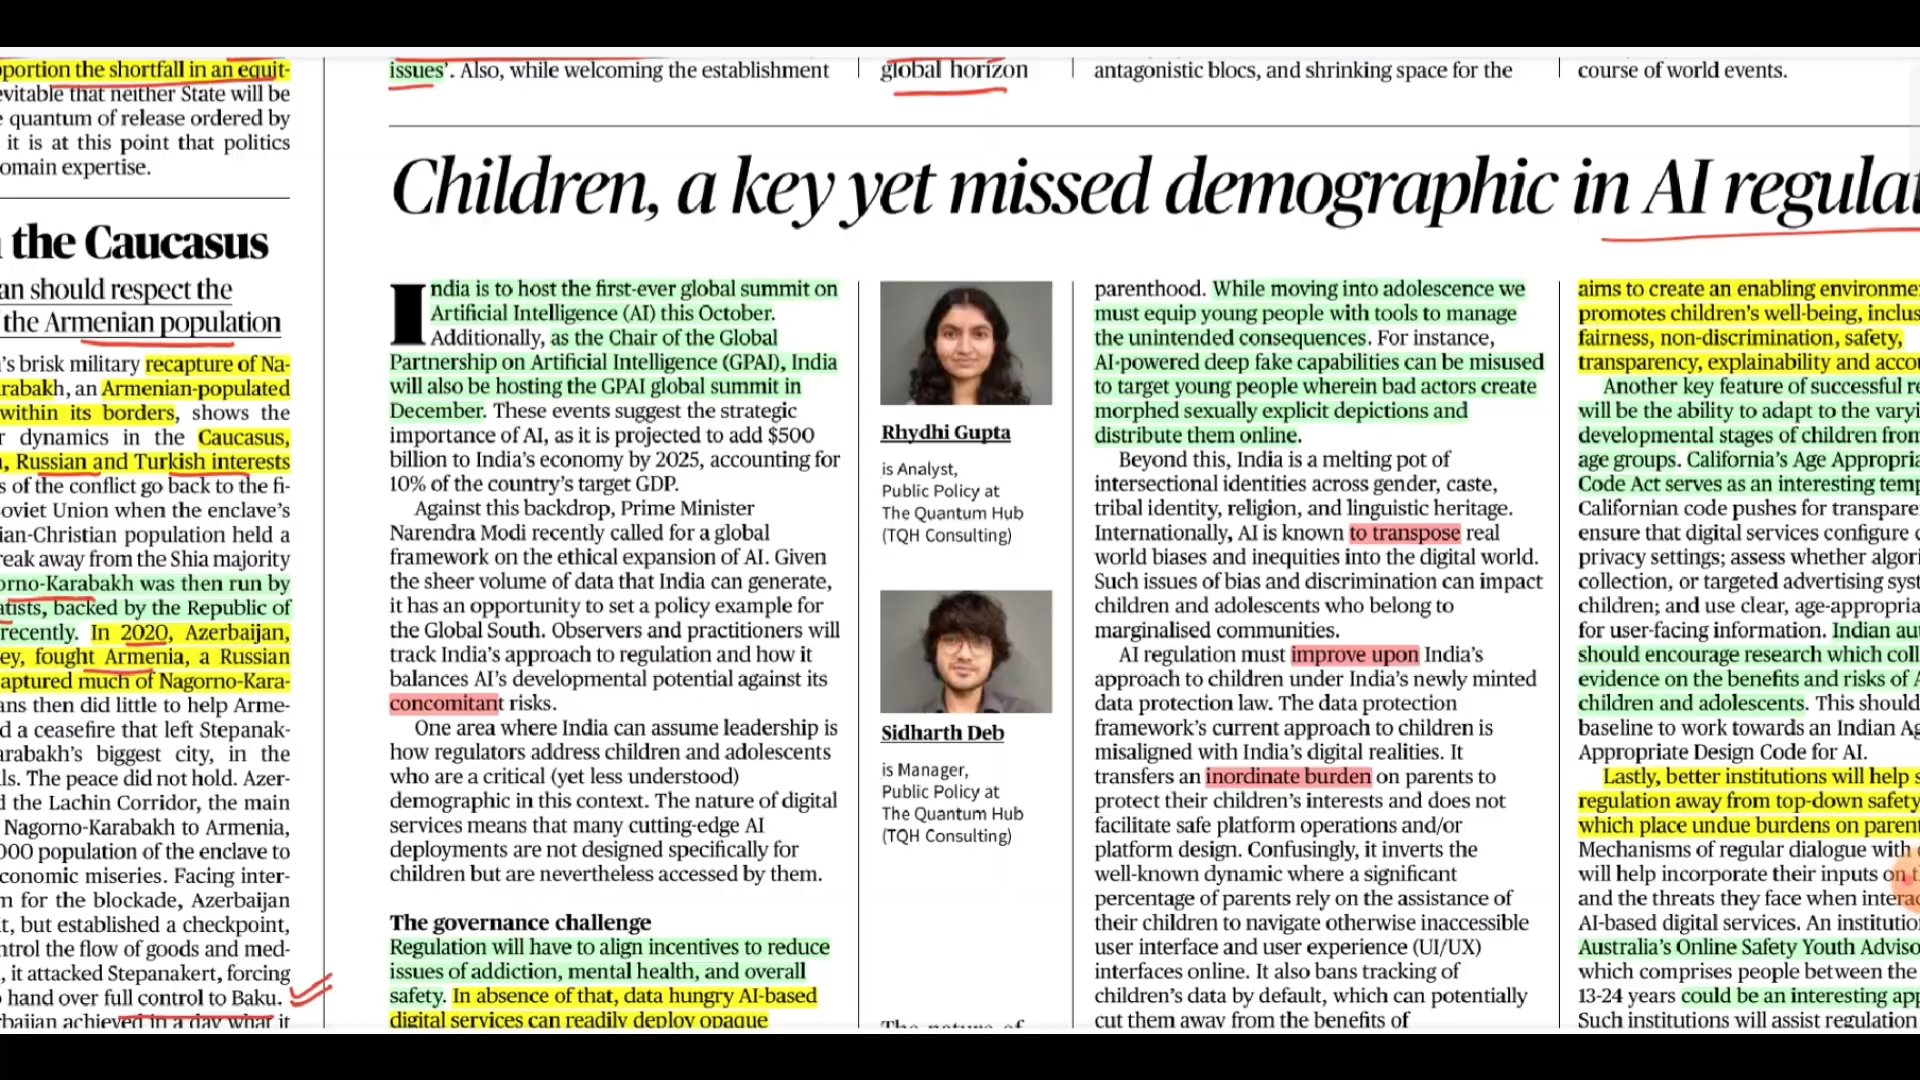 portion the shortfall in an equit-
evitable that neither State will be
quantum of release ordered by
it is at this point that politics
omain expertise.
the Caucasus
an should respect the
the Armenian population
's brisk military recapture of Na-
arabakh, an Armenian-populated
within its borders, shows the
r dynamics in the Caucasus,
, Russian and Turkish interests
s of the conflict go back to the fi-
oviet Union when the enclave's
ian-Christian population held a
reak away from the Shia majority
orno-Karabakh was then run by
atists, backed by the Republic of
recently. In 2020, Azerbaijan,
ey, fought Armenia, a Russian
aptured much of Nagorno-Kara-
ans then did little to help Arme-
d a ceasefire that left Stepanak-
arabakh's biggest city, in the
ls. The peace did not hold. Azer-
d the Lachin Corridor, the main
Nagorno-Karabakh to Armenia,
000 population of the enclave to
conomic miseries. Facing inter-
m for the blockade, Azerbaijan
it, but established a checkpoint,
ntrol the flow of goods and med-
, it attacked Stepanakert, forcing
hand over full control to Baku.
rbaijan achieved in a day what it
issues'. Also, while welcoming the establishment
global horizon
antagonistic blocs, and shrinking space for the
course of world events.
Children, a key yet missed demographic in AI regulat
India is to host the first-ever global summit on
Artificial Intelligence (AI) this October.
Additionally, as the Chair of the Global
Partnership on Artificial Intelligence (GPAI), India
will also be hosting the GPAI global summit in
December. These events suggest the strategic
importance of AI, as it is projected to add $500
billion to India's economy by 2025, accounting for
10% of the country's target GDP.
Against this backdrop, Prime Minister
Narendra Modi recently called for a global
framework on the ethical expansion of AI. Given
the sheer volume of data that India can generate,
it has an opportunity to set a policy example for
the Global South. Observers and practitioners will
track India's approach to regulation and how it
balances AI's developmental potential against its
concomitant risks.
One area where India can assume leadership is
how regulators address children and adolescents
who are a critical (yet less understood)
demographic in this context. The nature of digital
services means that many cutting-edge AI
deployments are not designed specifically for
children but are nevertheless accessed by them.
The governance challenge
Regulation will have to align incentives to reduce
issues of addiction, mental health, and overall
safety. In absence of that, data hungry AI-based
digital services can readily deploy opaque
Rhydhi Gupta
is Analyst,
Public Policy at
The Quantum Hub
(TQH Consulting)
Sidharth Deb
is Manager,
Public Policy at
The Quantum Hub
(TQH Consulting)
The nature of
parenthood. While moving into adolescence we
must equip young people with tools to manage
the unintended consequences. For instance,
AI-powered deep fake capabilities can be misused
to target young people wherein bad actors create
morphed sexually explicit depictions and
distribute them online.
Beyond this, India is a melting pot of
intersectional identities across gender, caste,
tribal identity, religion, and linguistic heritage.
Internationally, AI is known to transpose real
world biases and inequities into the digital world.
Such issues of bias and discrimination can impact
children and adolescents who belong to
marginalised communities.
AI regulation must improve upon India's
approach to children under India's newly minted
data protection law. The data protection
framework's current approach to children is
misaligned with India's digital realities. It
transfers an inordinate burden on parents to
protect their children's interests and does not
facilitate safe platform operations and/or
platform design. Confusingly, it inverts the
well-known dynamic where a significant
percentage of parents rely on the assistance of
their children to navigate otherwise inaccessible
user interface and user experience (UI/UX)
interfaces online. It also bans tracking of
children's data by default, which can potentially
cut them away from the benefits of
aims to create an enabling environme
promotes children's well-being, inclus
fairness, non-discrimination, safety,
transparency, explainability and accou
Another key feature of successful re
will be the ability to adapt to the varyi
developmental stages of children from
age groups. California's Age Appropria
Code Act serves as an interesting temp
Californian code pushes for transpare
ensure that digital services configure
privacy settings; assess whether algori
collection, or targeted advertising syst
children; and use clear, age-appropria
for user-facing information. Indian au
should encourage research which coll
evidence on the benefits and risks of A
children and adolescents. This should
baseline to work towards an Indian Ag
Appropriate Design Code for AI.
Lastly, better institutions will help s
regulation away from top-down safety
which place undue burdens on parent
Mechanisms of regular dialogue with
will help incorporate their inputs on t
and the threats they face when interac
AI-based digital services. An institutio
Australia's Online Safety Youth Adviso
which comprises people between the
13-24 years could be an interesting app
Such institutions will assist regulation